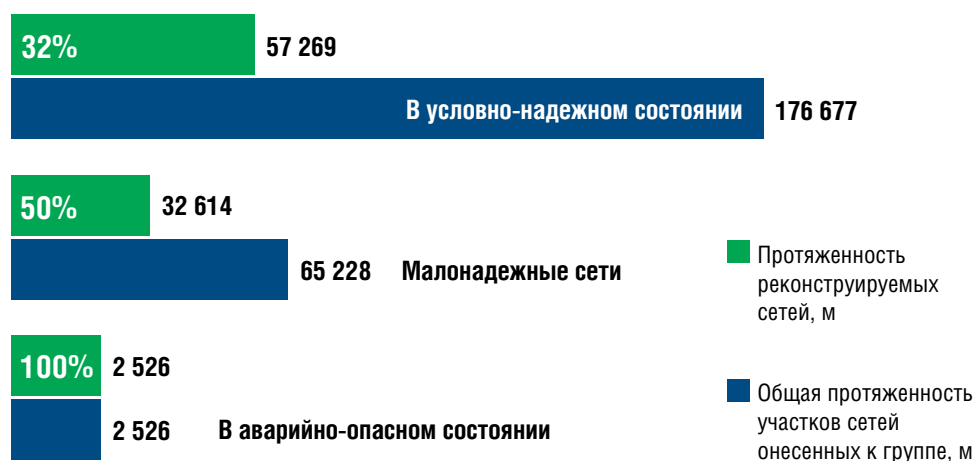 32% 57 269
В условно-надежном состоянии 176 677
50% 32 614
65 228 Малонадежные сети
100% 2 526
2 526 В аварийно-опасном состоянии
Протяженность
реконструируемых
сетей, м
Общая протяженность
участков сетей
онесенных к группе, м